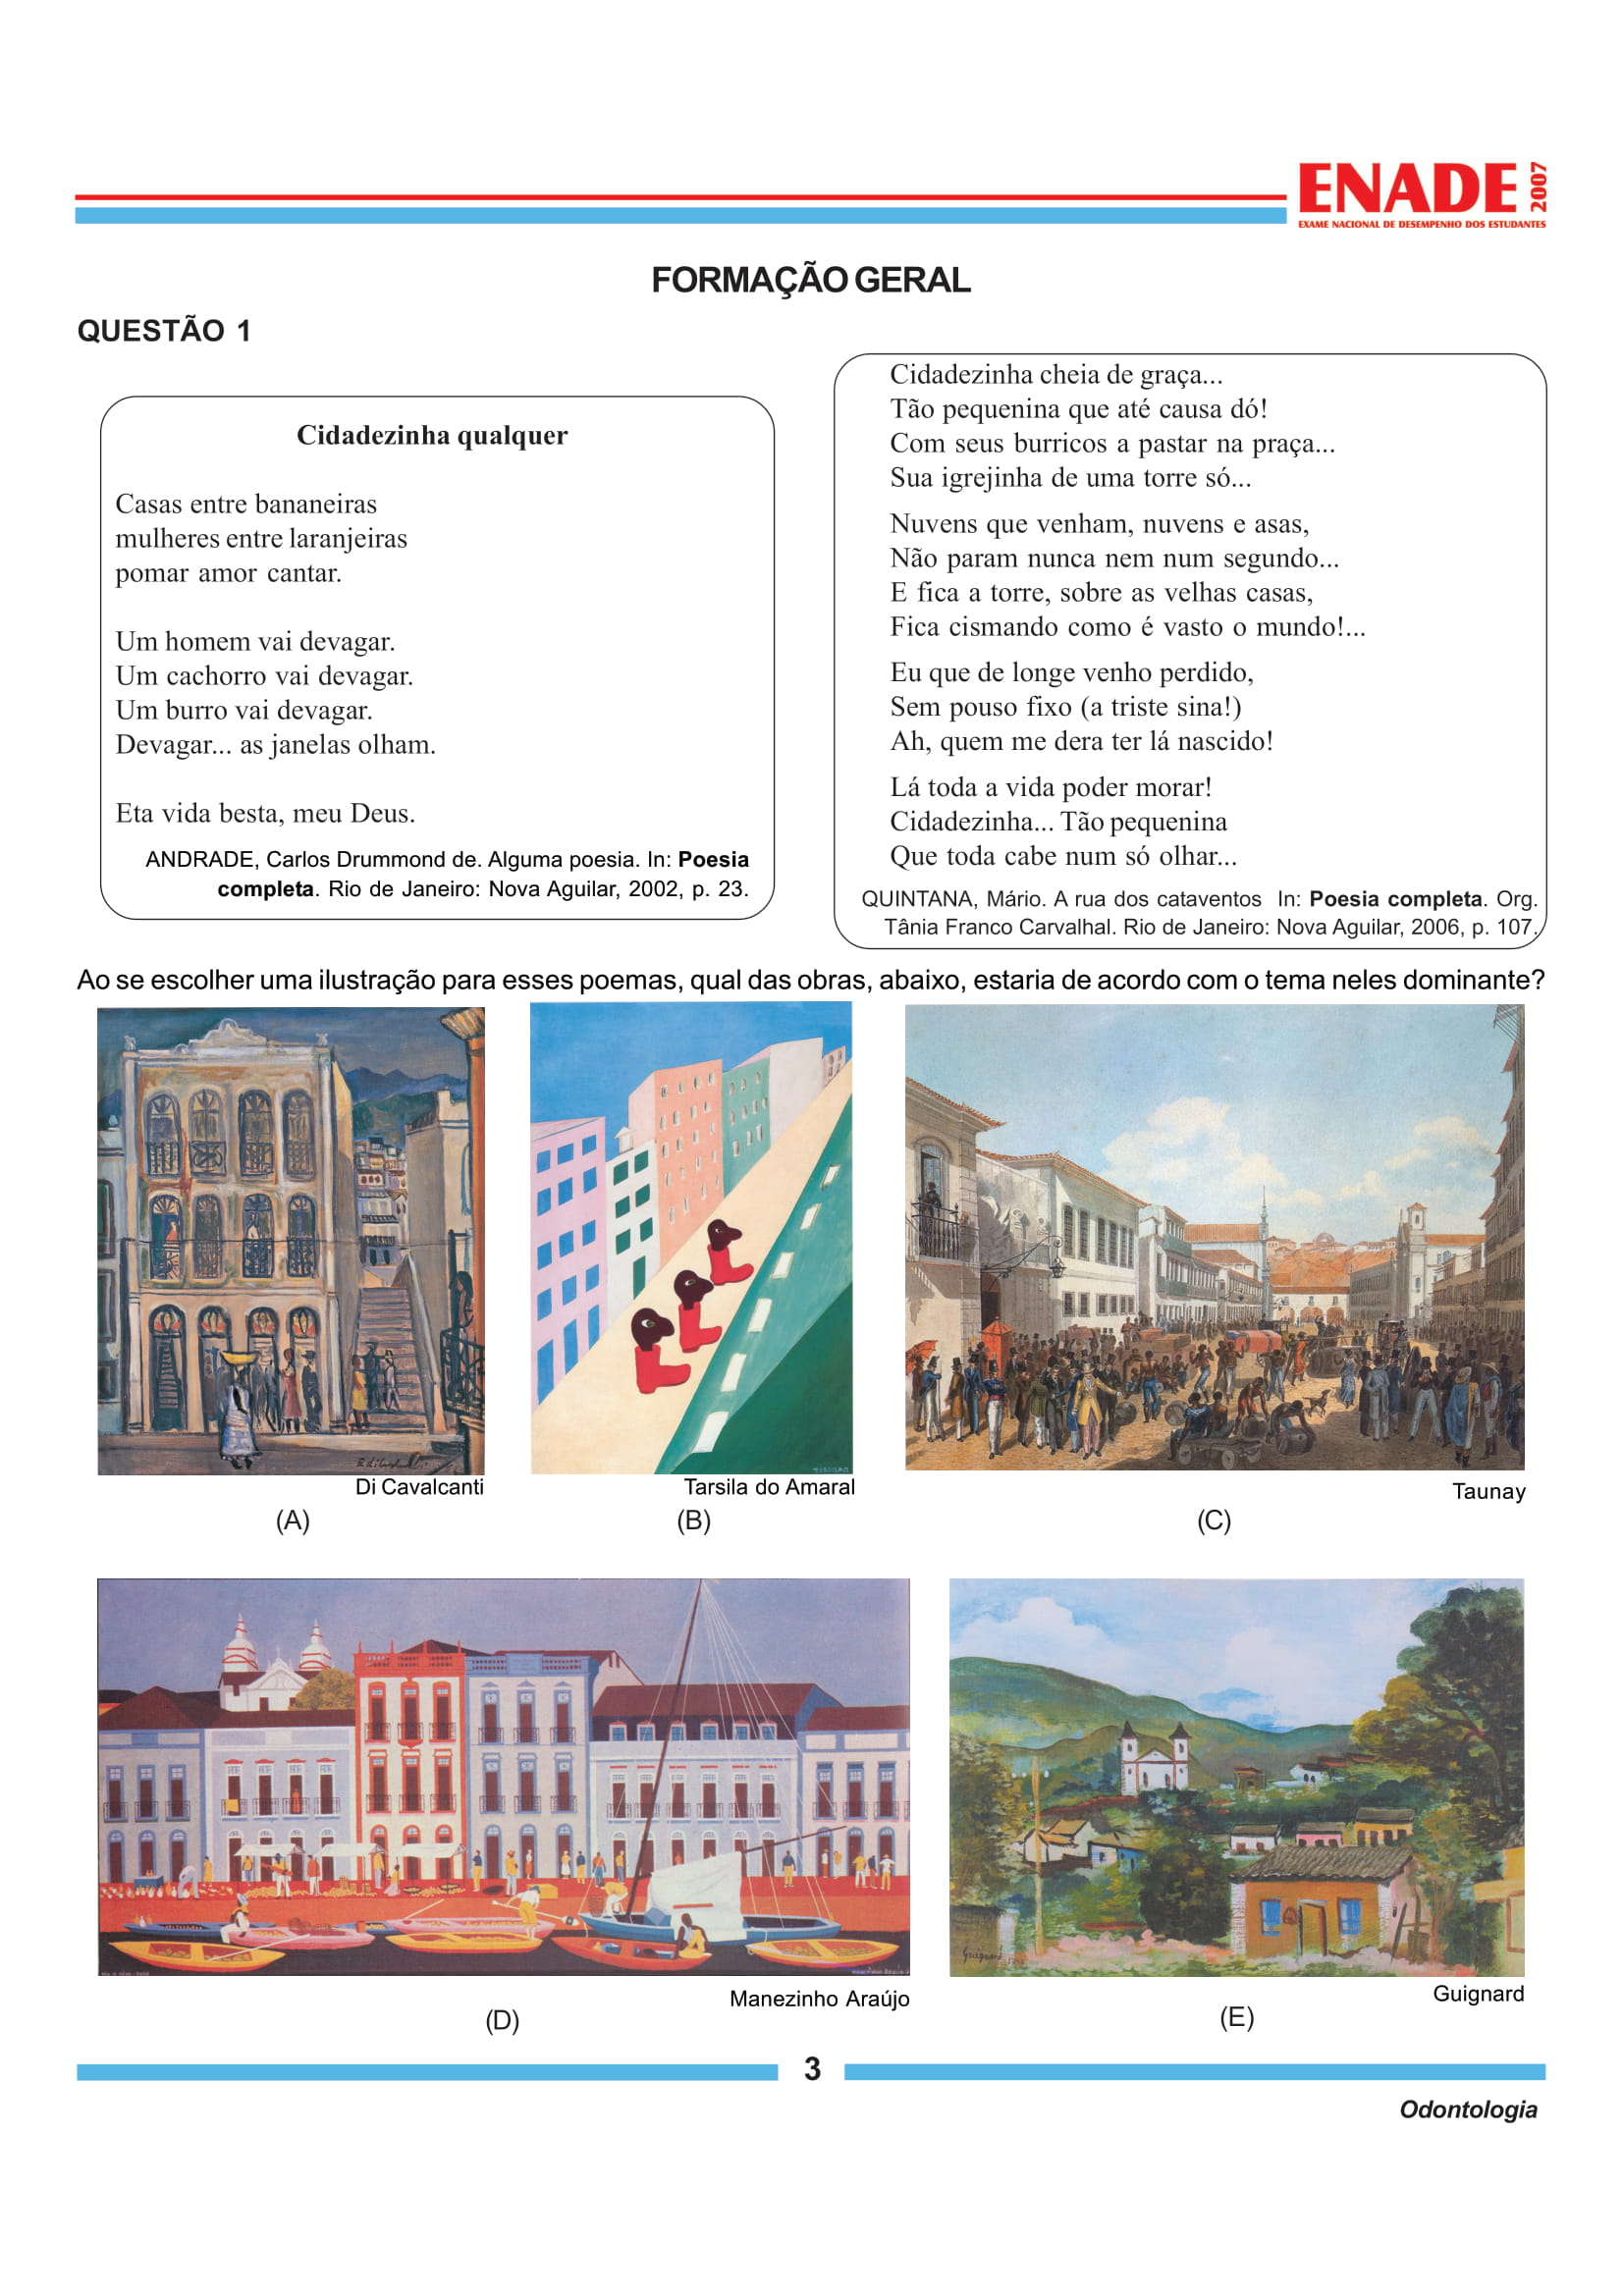 ENADE 2007
EXAME NACIONAL DE DESEMPENHO DOS ESTUDANTES
FORMAÇÃO GERAL
QUESTÃO 1
Cidadezinha qualquer
Casas entre bananeiras
mulheres entre laranjeiras
pomar amor cantar.
Um homem vai devagar.
Um cachorro vai devagar.
Um burro vai devagar.
Devagar... as janelas olham.
Eta vida besta, meu Deus.
ANDRADE, Carlos Drummond de. Alguma poesia. In: Poesia
completa. Rio de Janeiro: Nova Aguilar, 2002, p. 23.
Cidadezinha cheia de graça...
Tão pequenina que até causa dó!
Com seus burricos a pastar na praça...
Sua igrejinha de uma torre só...
Nuvens que venham, nuvens e asas,
Não param nunca nem num segundo...
E fica a torre, sobre as velhas casas,
Fica cismando como é vasto o mundo!...
Eu que de longe venho perdido,
Sem pouso fixo (a triste sina!)
Ah, quem me dera ter lá nascido!
Lá toda a vida poder morar!
Cidadezinha... Tão pequenina
Que toda cabe num só olhar...
QUINTANA, Mário. A rua dos cataventos In: Poesia completa. Org.
Tânia Franco Carvalhal. Rio de Janeiro: Nova Aguilar, 2006, p. 107.
Ao se escolher uma ilustração para esses poemas, qual das obras, abaixo, estaria de acordo com o tema neles dominante?
Di Cavalcanti
(A)
Tarsila do Amaral
(B)
Taunay
(C)
Manezinho Araújo
(D)
Guignard
Guignard
(E)
3
Odontologia